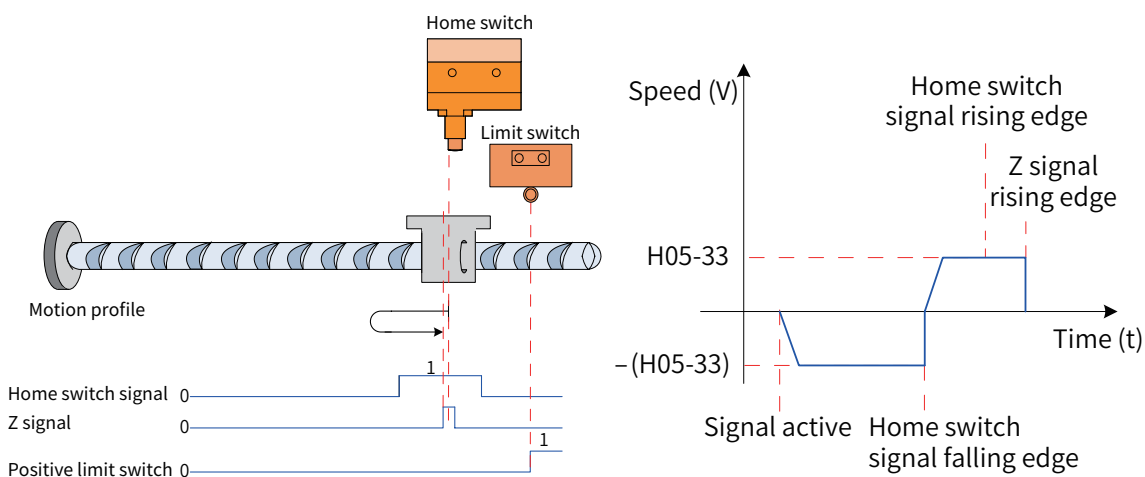 Home switch
Limit switch
Motion profile
1
Home switch signal 0
Z signal 0
1
Positive limit switch 0
Speed (V)
Home switch
signal rising edge
Z signal
rising edge
H05-33
Time (t)
–(H05-33)
Signal active
Home switch
signal falling edge